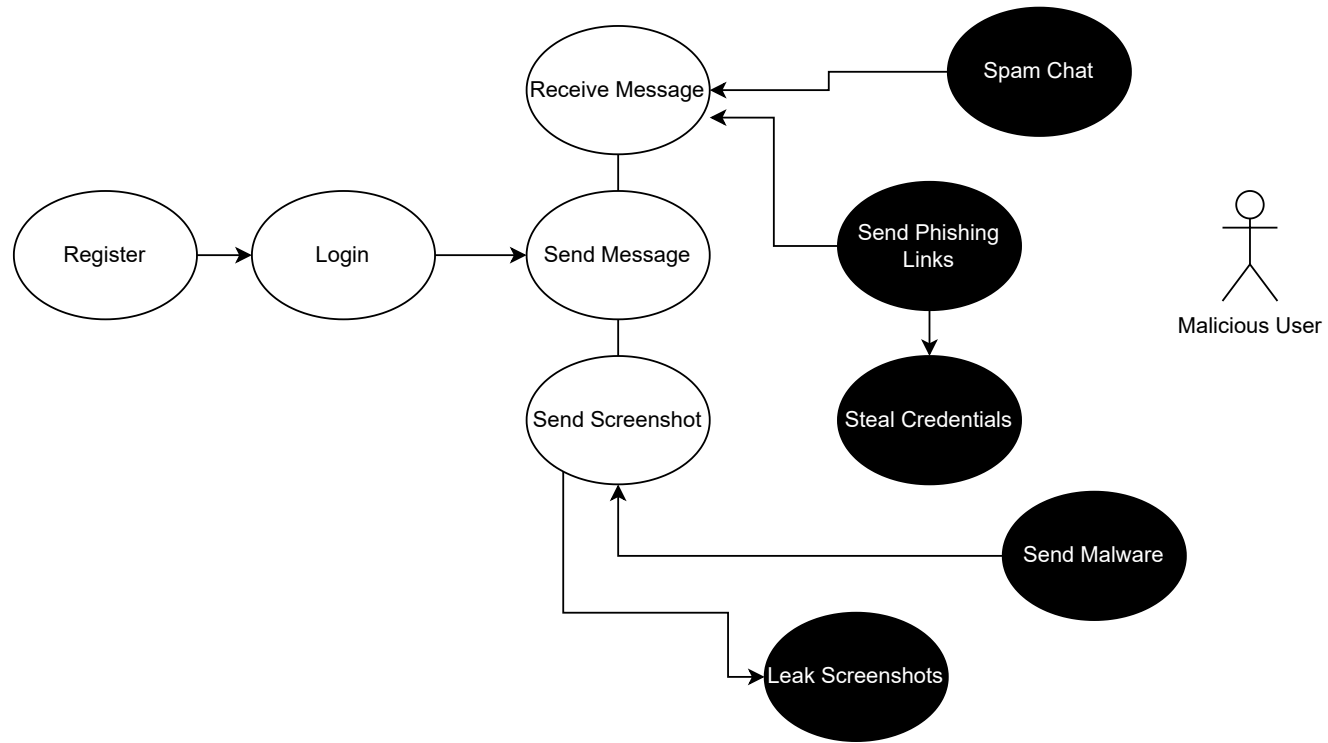 Spam Chat
Receive Message
Register
Login
Send Message
Send Phishing
Links
Malicious User
Send Screenshot
Steal Credentials
Send Malware
Leak Screenshots